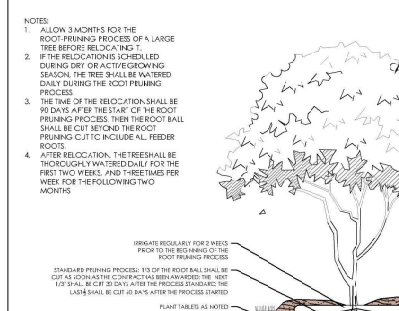 NOTES:
1. ALLOW 3 MONTHS FOR THE
ROOT-PRUNING PROCESS OF A LARGE
TREE BEFORE RELOCATING IT.
2. IF THE RELOCATION IS SCHEDULED
DURING DRY OR ACTIVE GROWING
SEASON, THE TREE SHALL BE WATERED
DAILY DURING THE ROOT PRUNING
PROCESS.
3. THE TIME OF THE RELOCATION SHALL BE
90 DAYS AFTER THE START OF THE ROOT
PRUNING PROCESS. THEN THE ROOT BALL
SHALL BE CUT BEYOND THE ROOT
PRUNING CUT TO INCLUDE ALL FEEDER
ROOTS.
4. AFTER RELOCATION, THE TREE SHALL BE
THOROUGHLY WATERED DAILY FOR THE
FIRST TWO WEEKS, AND THREE TIMES PER
WEEK FOR THE FOLLOWING TWO
MONTHS
IRRIGATE REGULARLY FOR 2 WEEKS
PRIOR TO THE BEGINNING OF THE
ROOT PRUNING PROCESS
STANDARD PRUNING PROCESS: 1/3 OF THE ROOT BALL SHALL BE
CUT AS SOON AS THE CONTRACT HAS BEEN AWARDED; THE NEXT
1/3 SHALL BE CUT 30 DAYS AFTER THE PROCESS STANDARD THE
LAST SHALL BE CUT 60 DAYS AFTER THE PROCESS STARTED
PLANT TABLETS AS NOTED